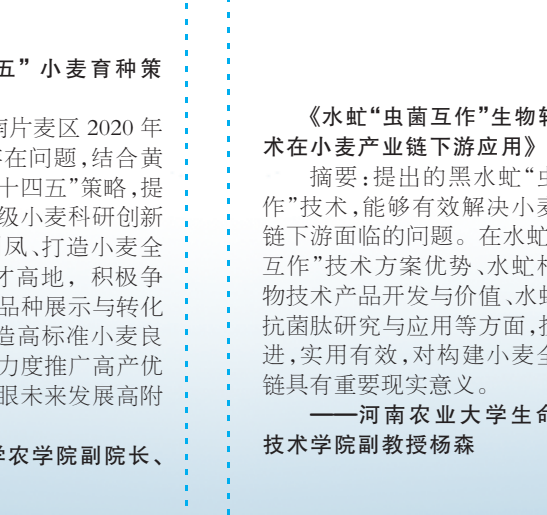 五”小麦育种策
南片麦区 2020 年
存在问题,结合黄
十四五”策略,提
级小麦科研创新
凤、打造小麦全
才高地，积极争
品种展示与转化
造高标准小麦良
力度推广高产优
眼未来发展高附
学农学院副院长、
《水虻“虫菌互作”生物转
术在小麦产业链下游应用》
摘要:提出的黑水虻“虫
作”技术,能够有效解决小麦
链下游面临的问题。在水虻
互作”技术方案优势、水虻相
物技术产品开发与价值、水虻
抗菌肽研究与应用等方面,技
进,实用有效,对构建小麦全
链具有重要现实意义。
——河南农业大学生命
技术学院副教授杨森